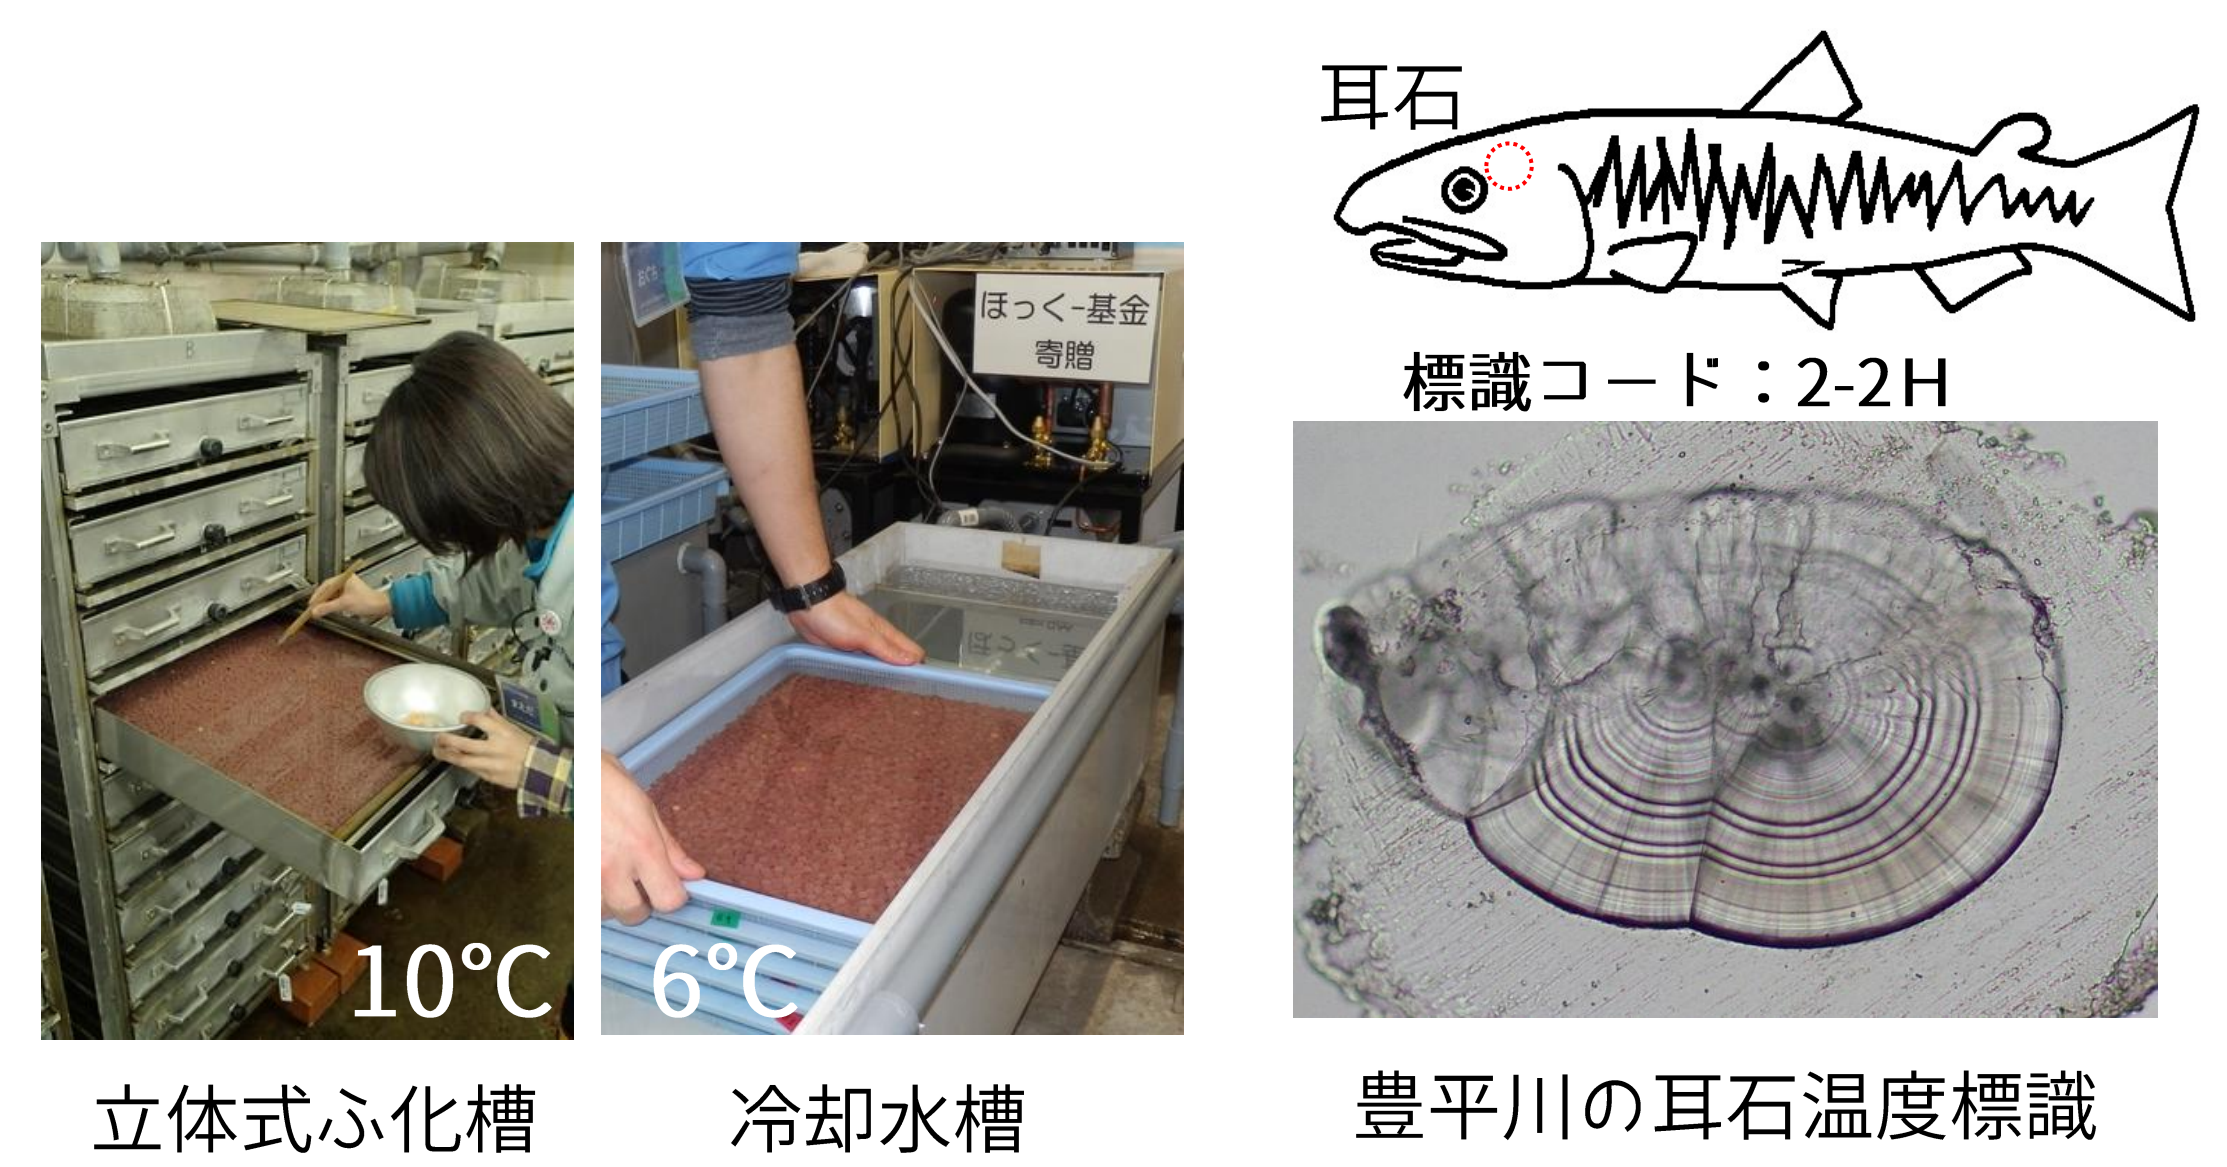 耳石
標識コード：2-2H
ほっくー基金
寄贈
B
10℃
6℃
立体式ふ化槽
冷却水槽
豊平川の耳石温度標識